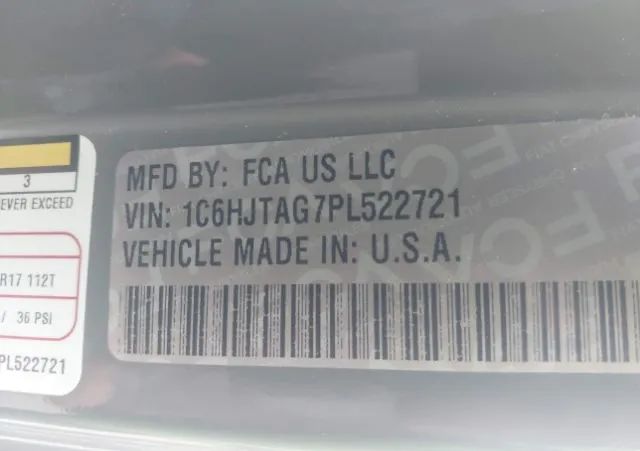 3
EVER EXCEED
R17 112T
/ 36 PSI
PL522721
MFD BY: FCA US LLC
VIN: 1C6HJTAG7PL522721
VEHICLE MADE IN: U.S.A.